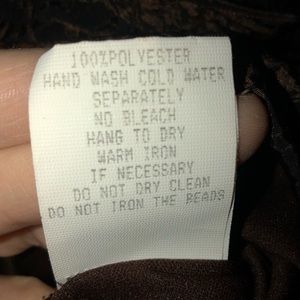 100%POLYESTER
HAND WASH COLD WATER
SEPARATELY
NO BLEACH
HANG TO DRY
WARM IRON
IF NECESSARY
DO NOT DRY CLEAN
DO NOT IRON THE BEADS